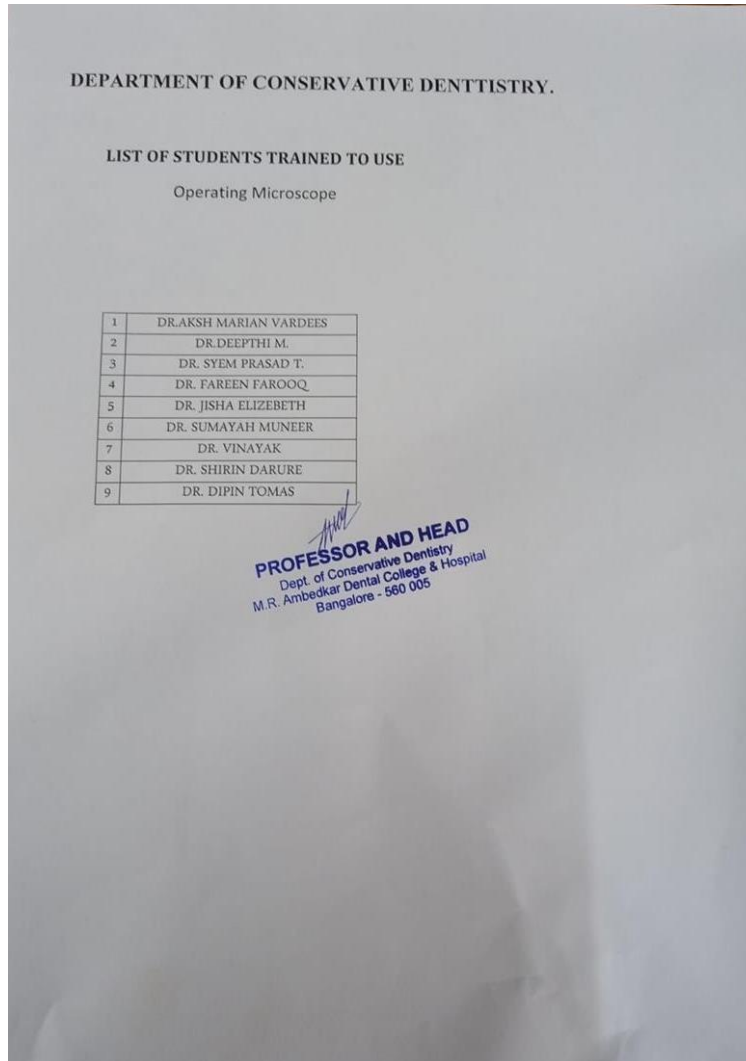 DEPARTMENT OF CONSERVATIVE DENTTISTRY.
LIST OF STUDENTS TRAINED TO USE
Operating Microscope
1 DR.AKSH MARIAN VARDEES
2 DR.DEEPTHI M.
3 DR. SYEM PRASAD T.
4 DR. FAREEN FAROOQ
5 DR. JISHA ELIZEBETH
6 DR. SUMAYAH MUNEER
7 DR. VINAYAK
8 DR. SHIRIN DARURE
9 DR. DIPIN TOMAS
PROFESSOR AND HEAD
Dept. of Conservative Dentistry
M.R. Ambedkar Dental College & Hospital
Bangalore - 560 005